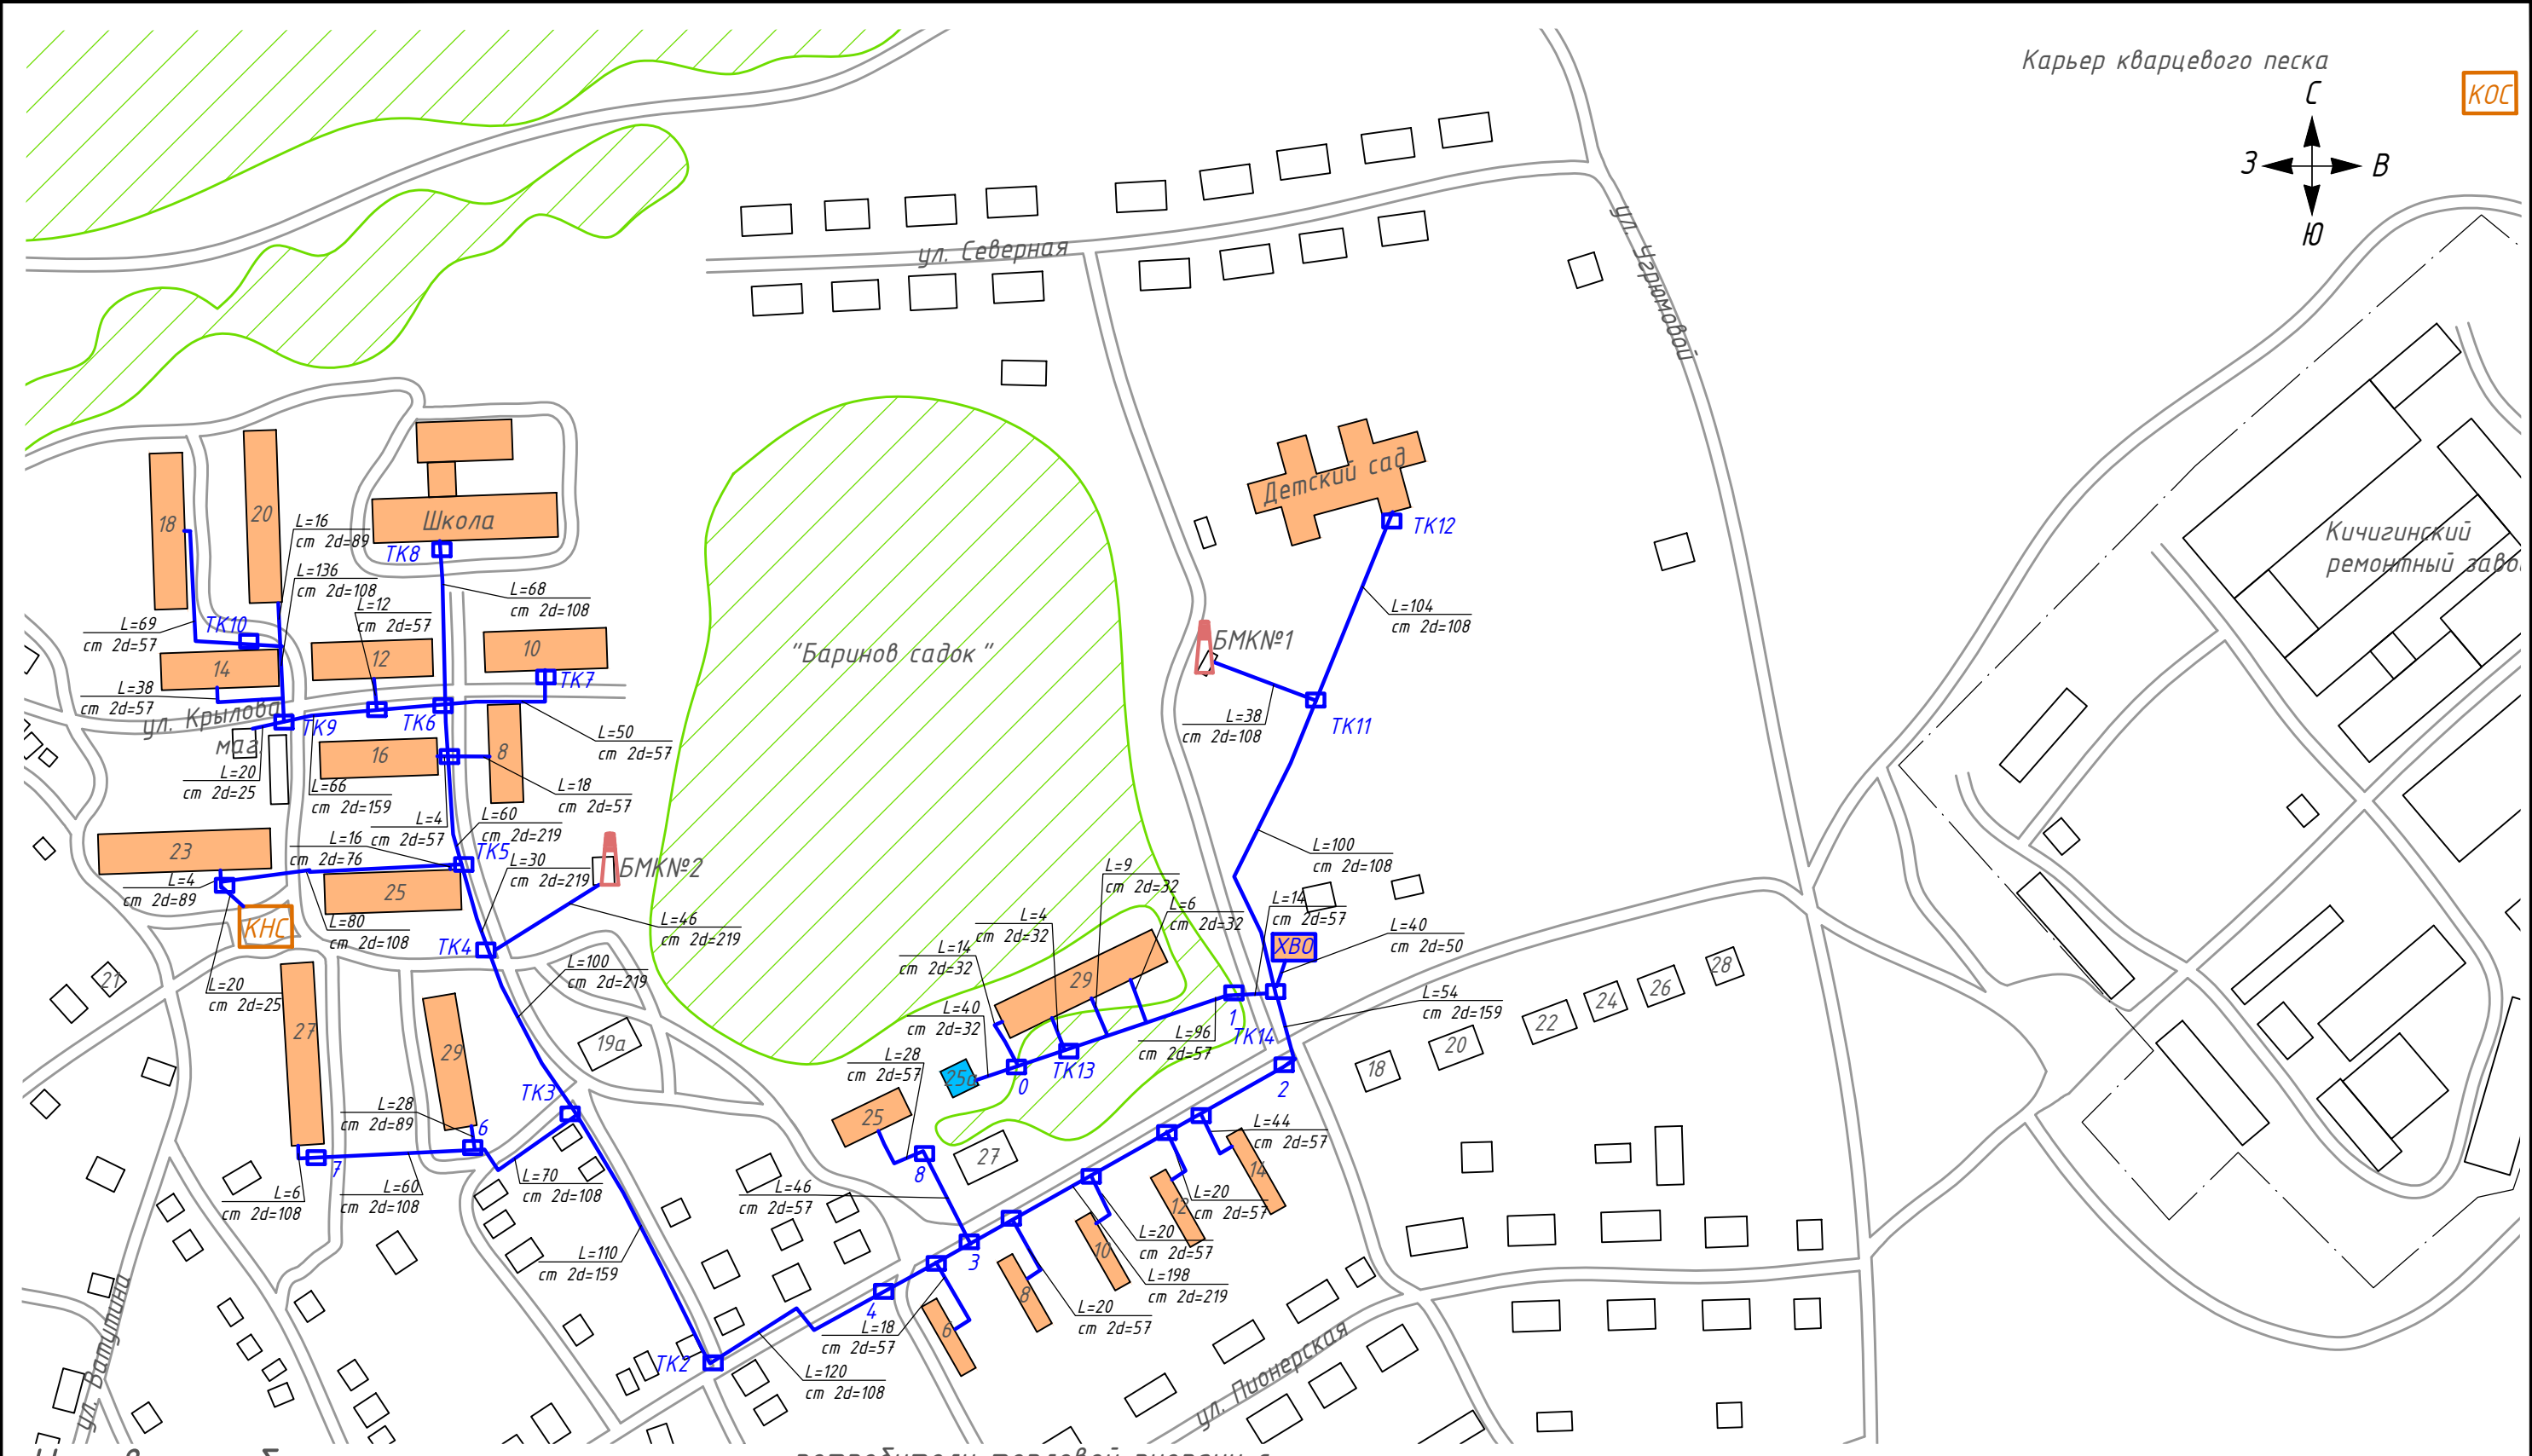 Карьер кварцевого песка
КОС
С
З
В
Ю
ул. Северная
ул. Угрюмовой
Кичигинский
ремонтный
Детский сад
ТК12
L=104
ст 2d=108
БМК№1
ТК11
L=38
ст 2d=108
L=100
ст 2d=108
"Баринов садок"
18
20
Школа
ТК8
L=16
ст 2d=89
L=136
ст 2d=108
L=12
ст 2d=57
L=68
ст 2d=108
L=69
ст 2d=57
ТК10
14
12
10
ТК7
L=38
ст 2d=57
ул. Крылова
ТК9
ТК6
маг.
16
8
L=50
ст 2d=57
L=20
ст 2d=25
L=66
ст 2d=159
L=18
ст 2d=57
L=4
ст 2d=57
L=60
ст 2d=219
L=16
ст 2d=76
ТК5
23
L=4
ст 2d=89
25
L=30
ст 2d=219
БМК№2
КНС
L=80
ст 2d=108
L=46
ст 2d=219
ТК4
21
L=20
ст 2d=25
L=100
ст 2d=219
27
29
19а
ТК3
L=28
ст 2d=89
6
7
L=6
ст 2d=108
L=60
ст 2d=108
L=70
ст 2d=108
L=110
ст 2d=159
ул. Ватутина
ТК2
L=120
ст 2d=108
L=9
ст 2d=32
L=4
ст 2d=32
L=6
ст 2d=32
L=14
ст 2d=57
L=40
ст 2d=50
ХВО
L=14
ст 2d=32
29
L=40
ст 2d=32
1
ТК14
L=96
ст 2d=57
L=54
ст 2d=159
L=28
ст 2d=57
25а
0
ТК13
2
18
20
22
24
26
28
25
8
27
L=46
ст 2d=57
L=44
ст 2d=57
14
12
L=20
ст 2d=57
3
10
L=20
ст 2d=57
L=198
ст 2d=219
4
8
L=20
ст 2d=57
L=18
ст 2d=57
6
ул. Пионерская